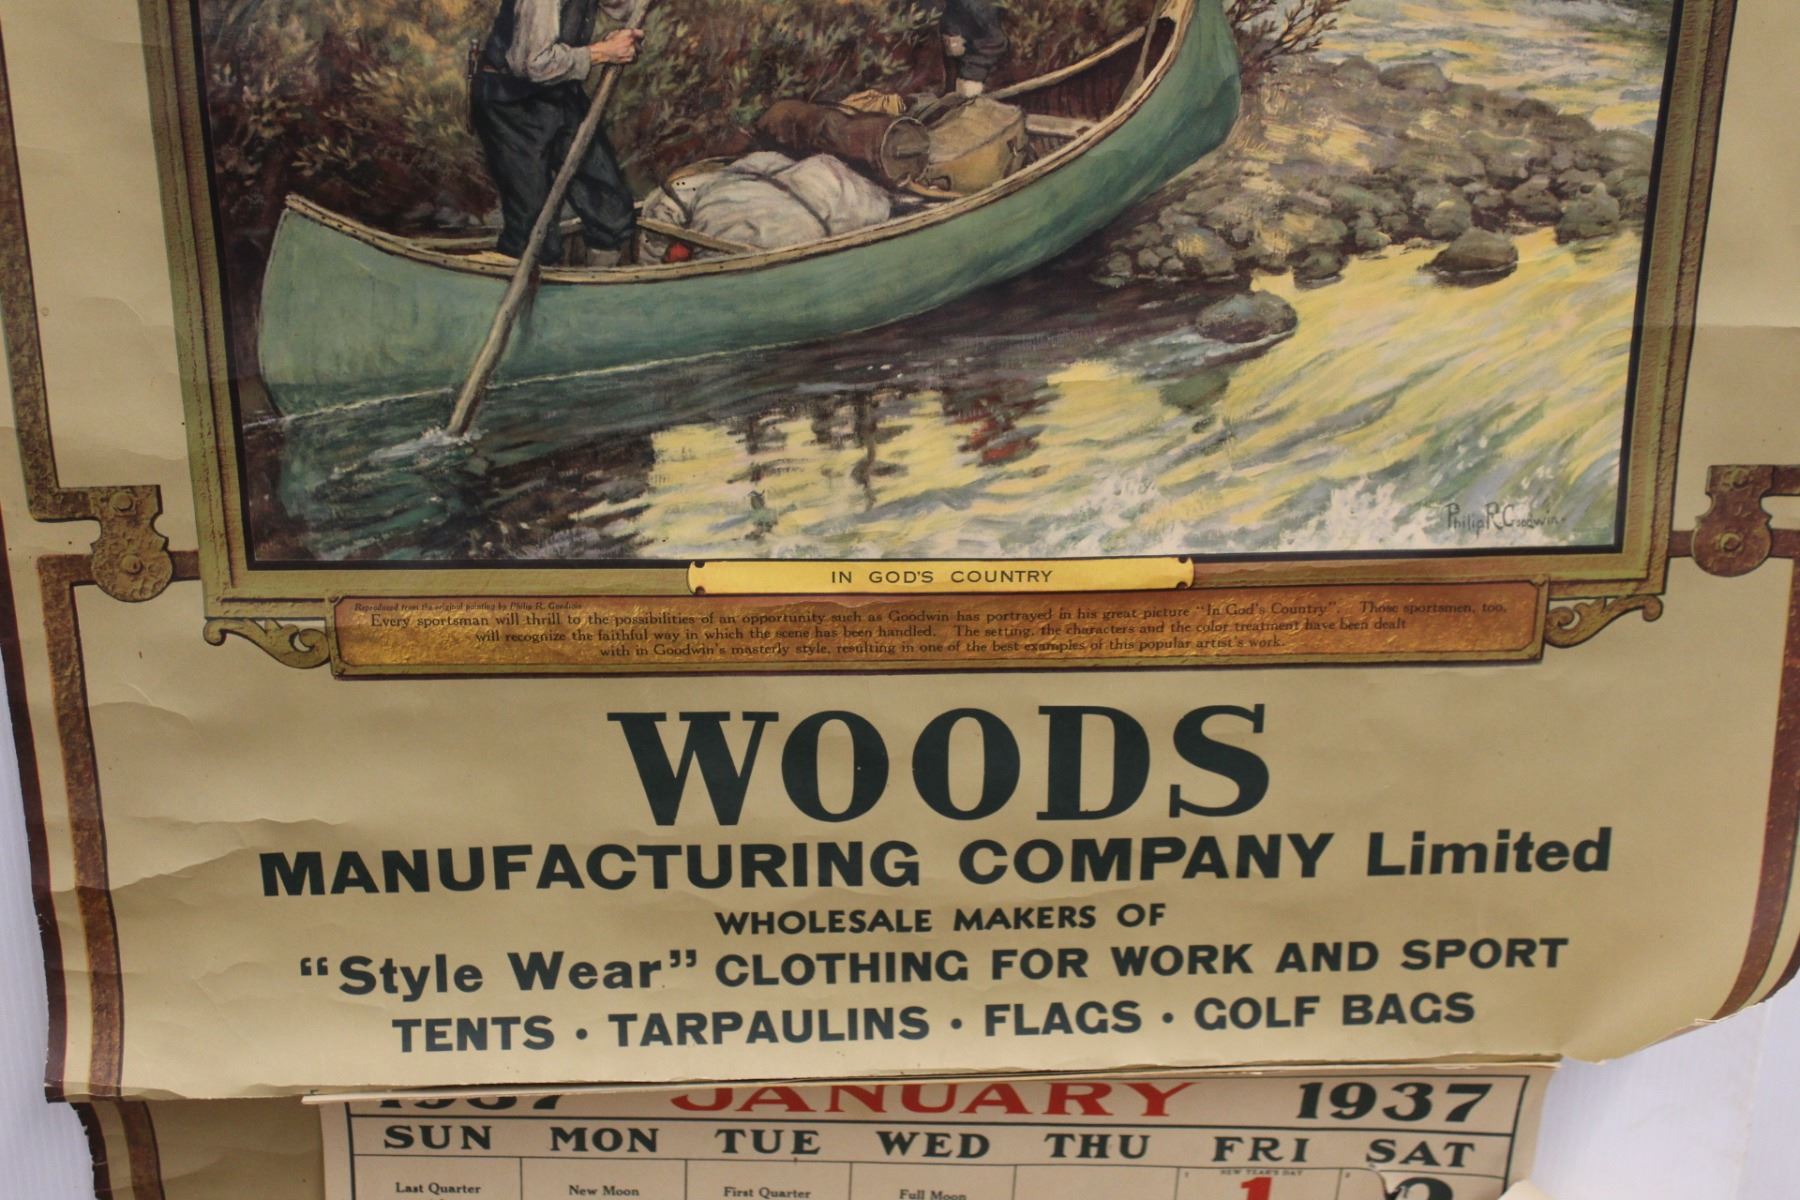 Philip R. Goodwin.
IN GOD'S COUNTRY
Reproduced from the original painting by Philip R. Goodwin
Every sportsman will thrill to the possibilities of an opportunity such as Goodwin has portrayed in his great picture "In God's Country". Those sportsmen, too,
will recognize the faithful way in which the scene has been handled. The setting, the characters and the color treatment have been dealt
with in Goodwin's masterly style, resulting in one of the best examples of this popular artist's work.
WOODS
MANUFACTURING COMPANY Limited
WHOLESALE MAKERS OF
"Style Wear" CLOTHING FOR WORK AND SPORT
TENTS · TARPAULINS · FLAGS · GOLF BAGS
1937 JANUARY 1937
SUN MON TUE WED THU FRI SAT
Last Quarter New Moon First Quarter Full Moon 1 NEW YEAR'S DAY 2
1 2